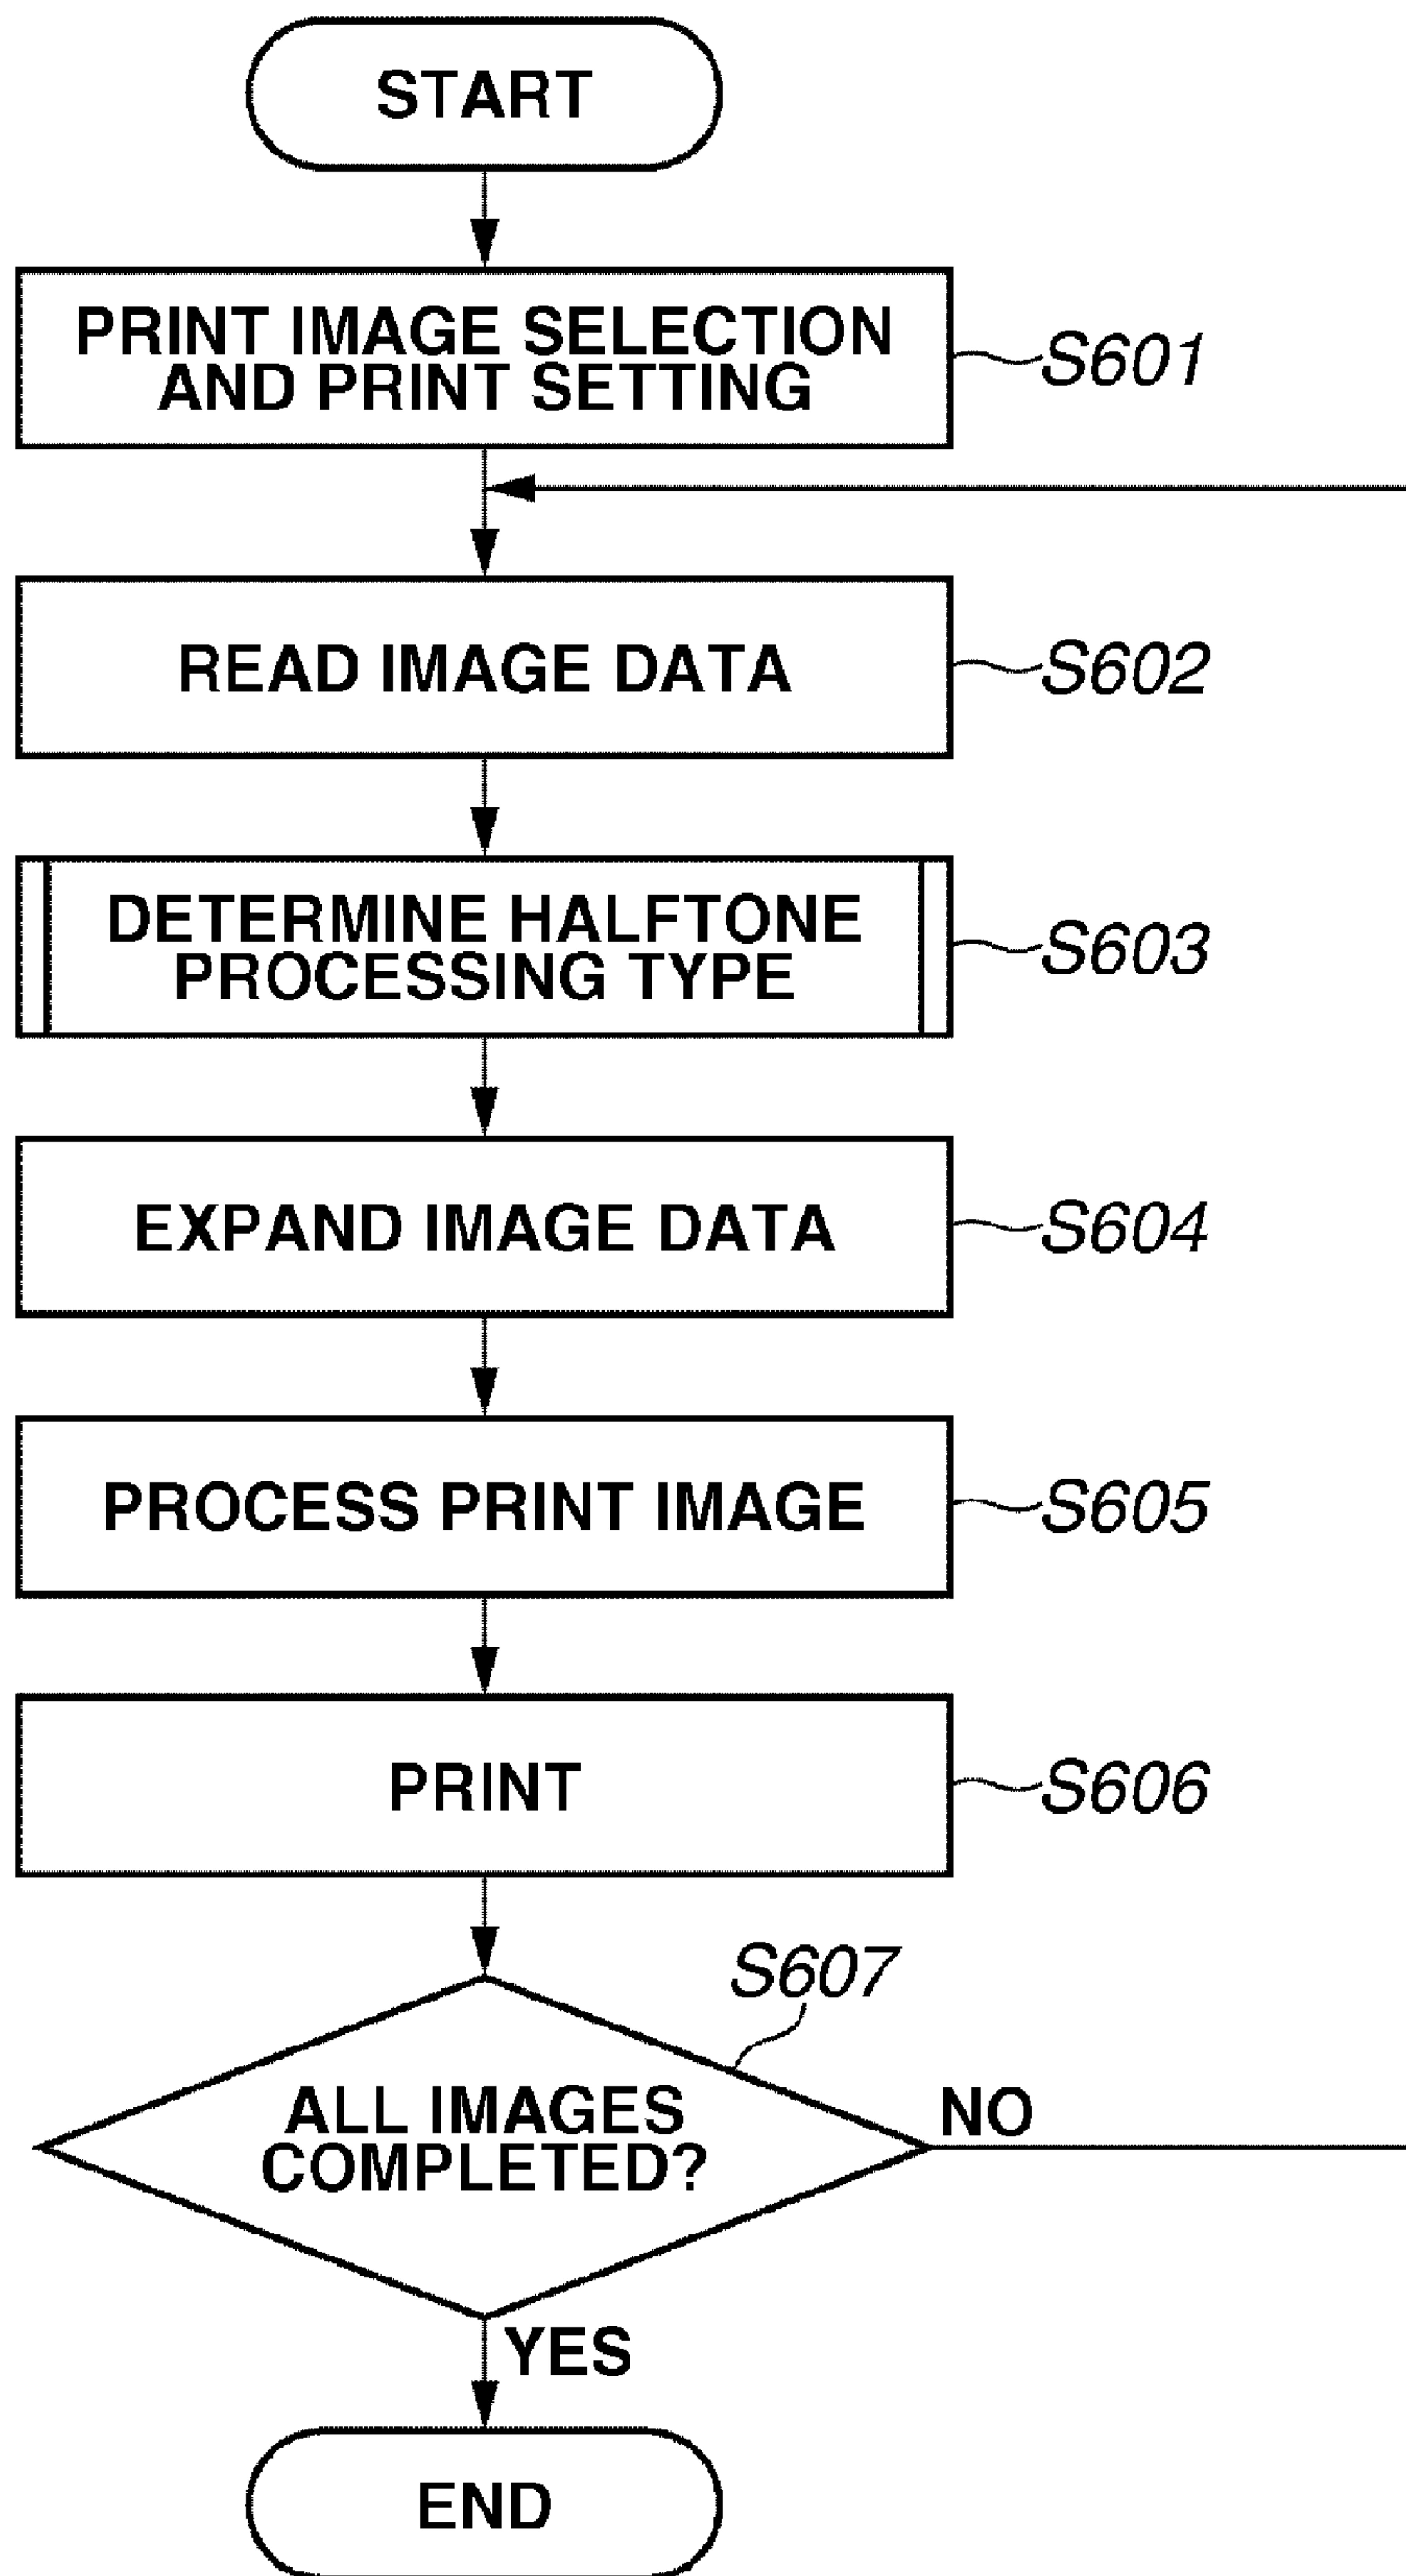 START
PRINT IMAGE SELECTION
AND PRINT SETTING
S601
READ IMAGE DATA
S602
DETERMINE HALFTONE
PROCESSING TYPE
S603
EXPAND IMAGE DATA
S604
PROCESS PRINT IMAGE
S605
PRINT
S606
S607
ALL IMAGES
COMPLETED?
NO
YES
END